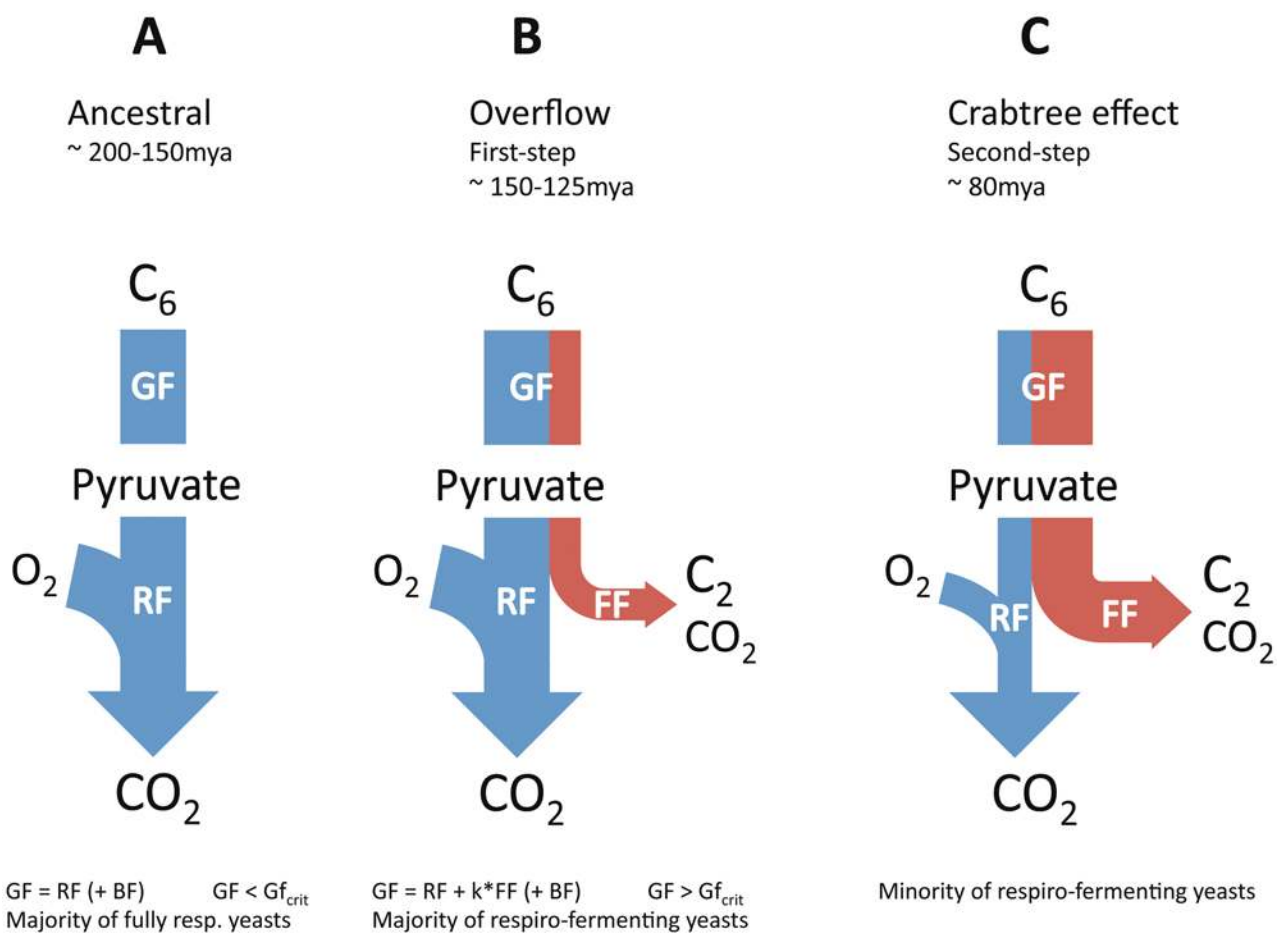 A
Ancestral
~ 200-150mya
C₆
GF
Pyruvate
O₂
RF
CO₂
GF = RF (+ BF) GF < Gf_crit
Majority of fully resp. yeasts
B
Overflow
First-step
~ 150-125mya
C₆
GF
Pyruvate
O₂
RF
FF
C₂
CO₂
CO₂
GF = RF + k*FF (+ BF) GF > Gf_crit
Majority of respiro-fermenting yeasts
C
Crabtree effect
Second-step
~ 80mya
C₆
GF
Pyruvate
O₂
RF
FF
C₂
CO₂
CO₂
Minority of respiro-fermenting yeasts